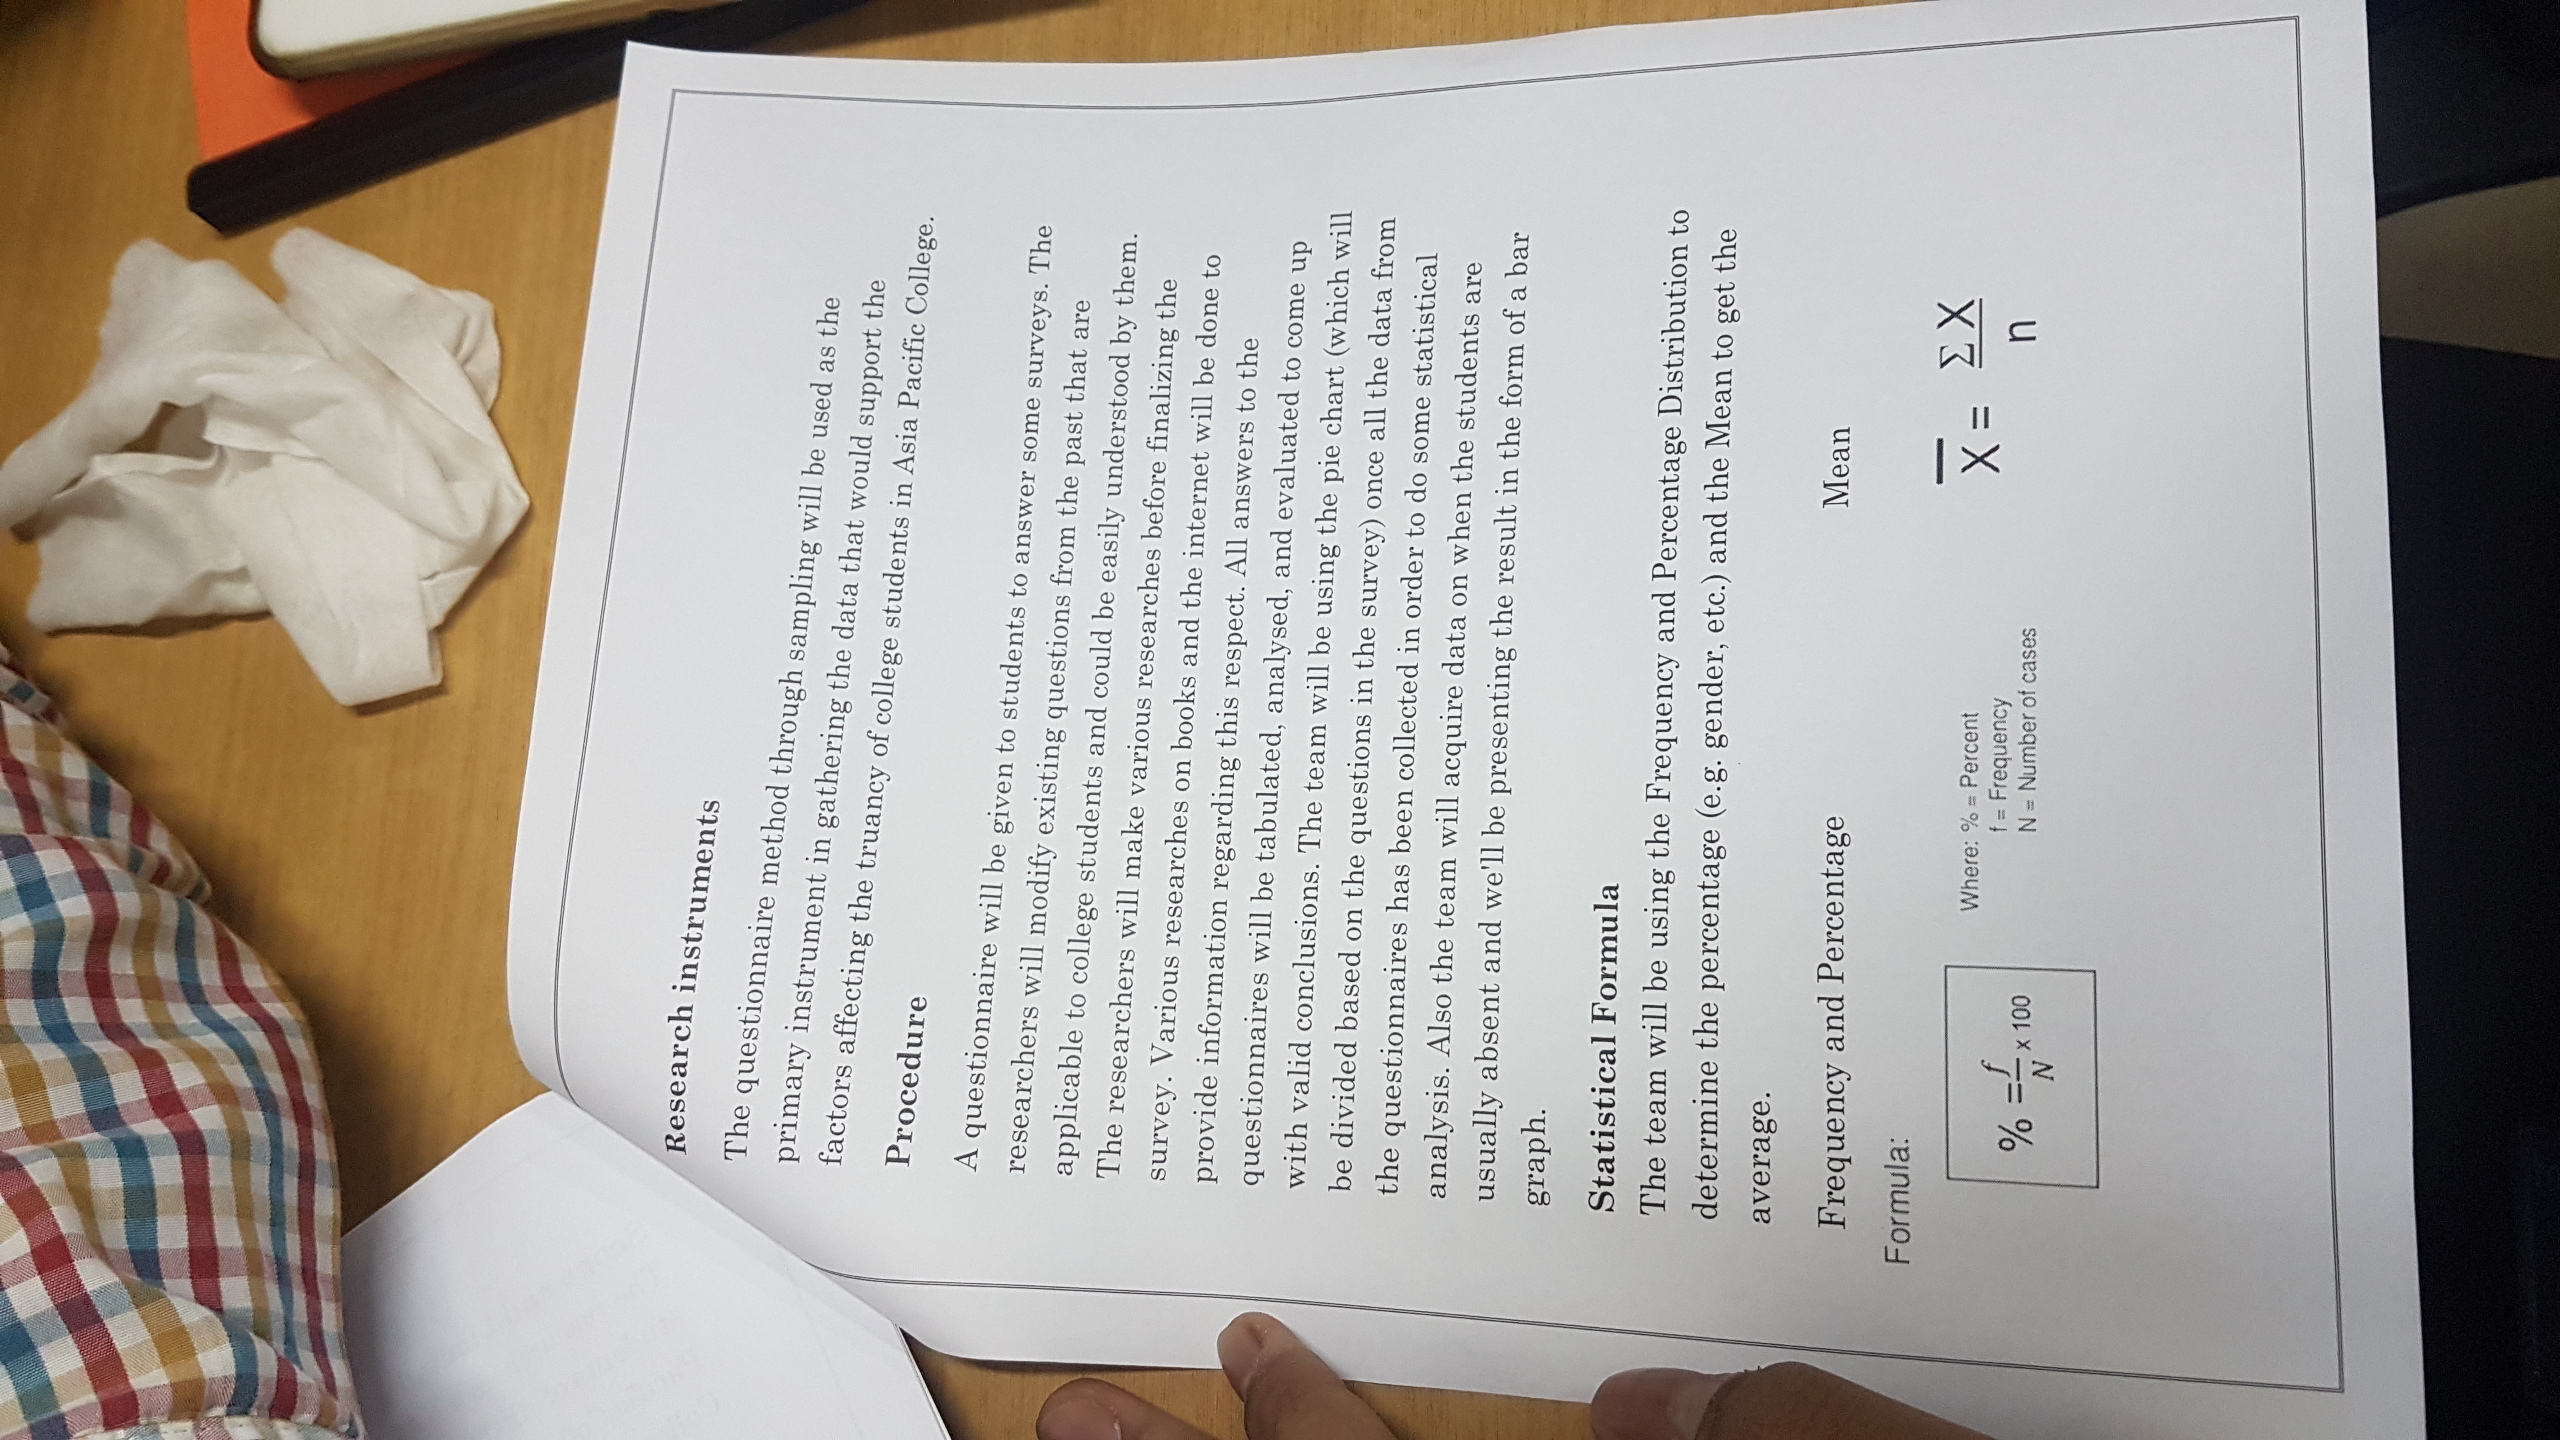 Research instruments
The questionnaire method through sampling will be used as the
primary instrument in gathering the data that would support the
factors affecting the truancy of college students in Asia Pacific College.
Procedure
A questionnaire will be given to students to answer some surveys. The
researchers will modify existing questions from the past that are
applicable to college students and could be easily understood by them.
The researchers will make various researches before finalizing the
survey. Various researches on books and the internet will be done to
provide information regarding this respect. All answers to the
questionnaires will be tabulated, analysed, and evaluated to come up
with valid conclusions. The team will be using the pie chart (which will
be divided based on the questions in the survey) once all the data from
the questionnaires has been collected in order to do some statistical
analysis. Also the team will acquire data on when the students are
usually absent and we'll be presenting the result in the form of a bar
graph.
Statistical Formula
The team will be using the Frequency and Percentage Distribution to
determine the percentage (e.g. gender, etc.) and the Mean to get the
average.
Frequency and Percentage
Mean
Formula:
% = f/N x 100
Where: % = Percent
f = Frequency
N = Number of cases
X̅ = ΣX/n